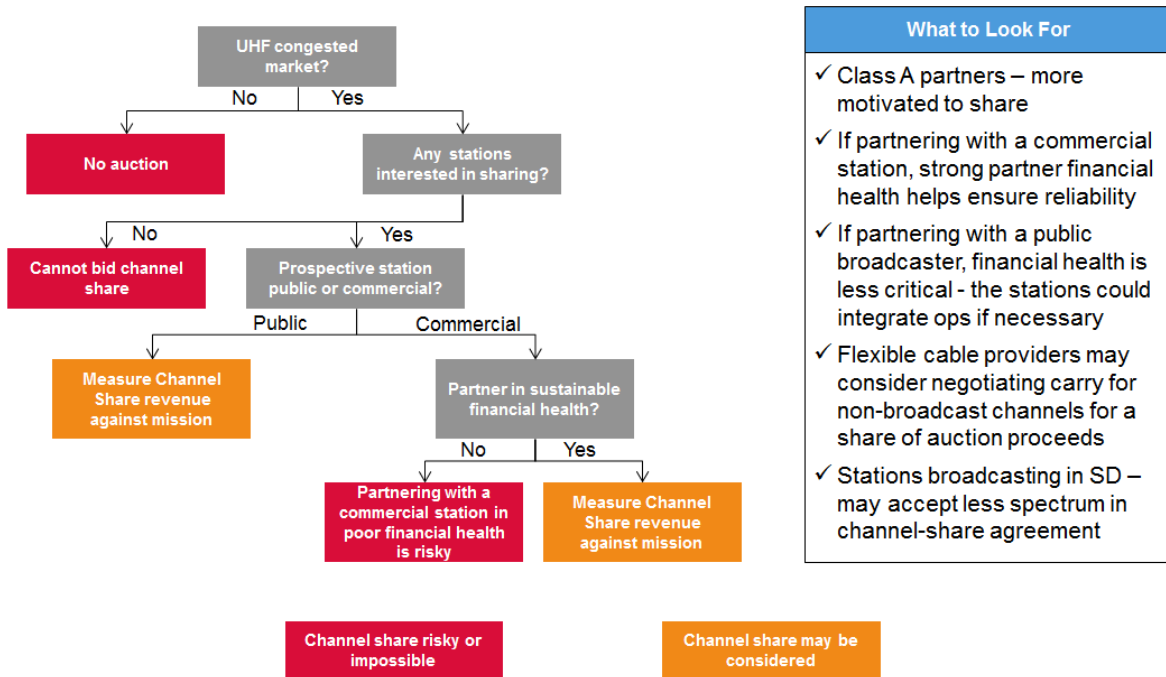 UHF congested
market?
No
Yes
No auction
Any stations
interested in sharing?
No
Yes
Cannot bid channel
share
Prospective station
public or commercial?
Public
Commercial
Measure Channel
Share revenue
against mission
Partner in sustainable
financial health?
No
Yes
Partnering with a
commercial station in
poor financial health
is risky
Measure Channel
Share revenue
against mission
Channel share risky or
impossible
Channel share may be
considered
What to Look For
✓ Class A partners – more
motivated to share
✓ If partnering with a commercial
station, strong partner financial
health helps ensure reliability
✓ If partnering with a public
broadcaster, financial health is
less critical - the stations could
integrate ops if necessary
✓ Flexible cable providers may
consider negotiating carry for
non-broadcast channels for a
share of auction proceeds
✓ Stations broadcasting in SD –
may accept less spectrum in
channel-share agreement